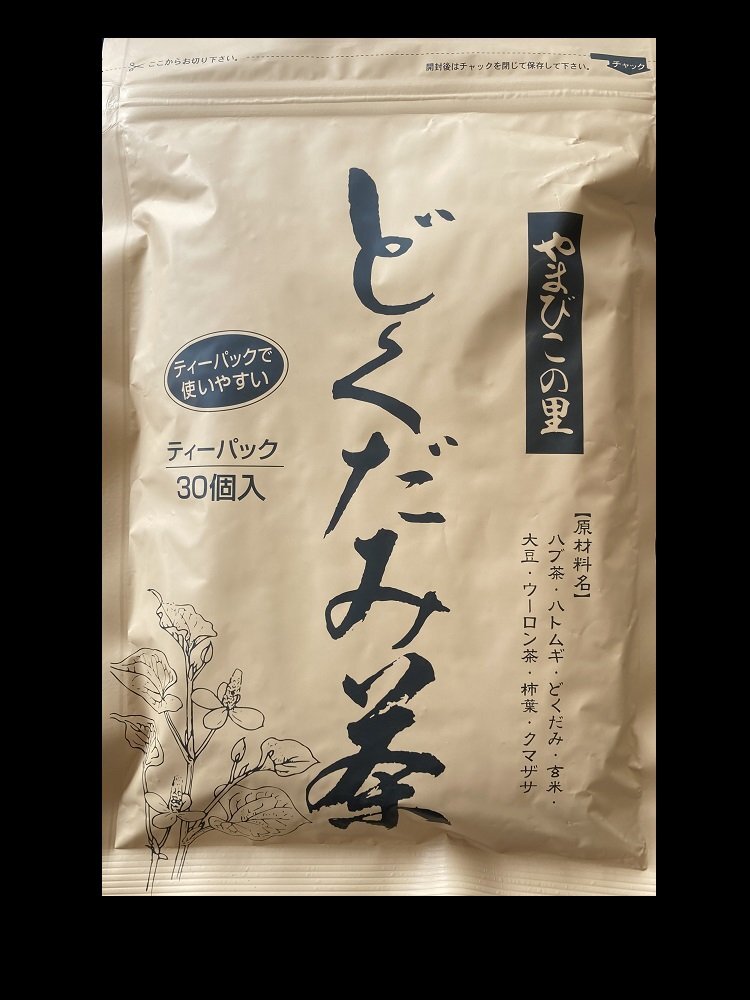 ここからお切り下さい。
開封後はチャックを閉じて保存して下さい。
チャック
やまびこの里
どくだみ茶
ティーパックで
使いやすい
ティーパック
30個入
【原材料名】
ハブ茶・ハトムギ・どくだみ・玄米・
大豆・ウーロン茶・柿葉・クマザサ